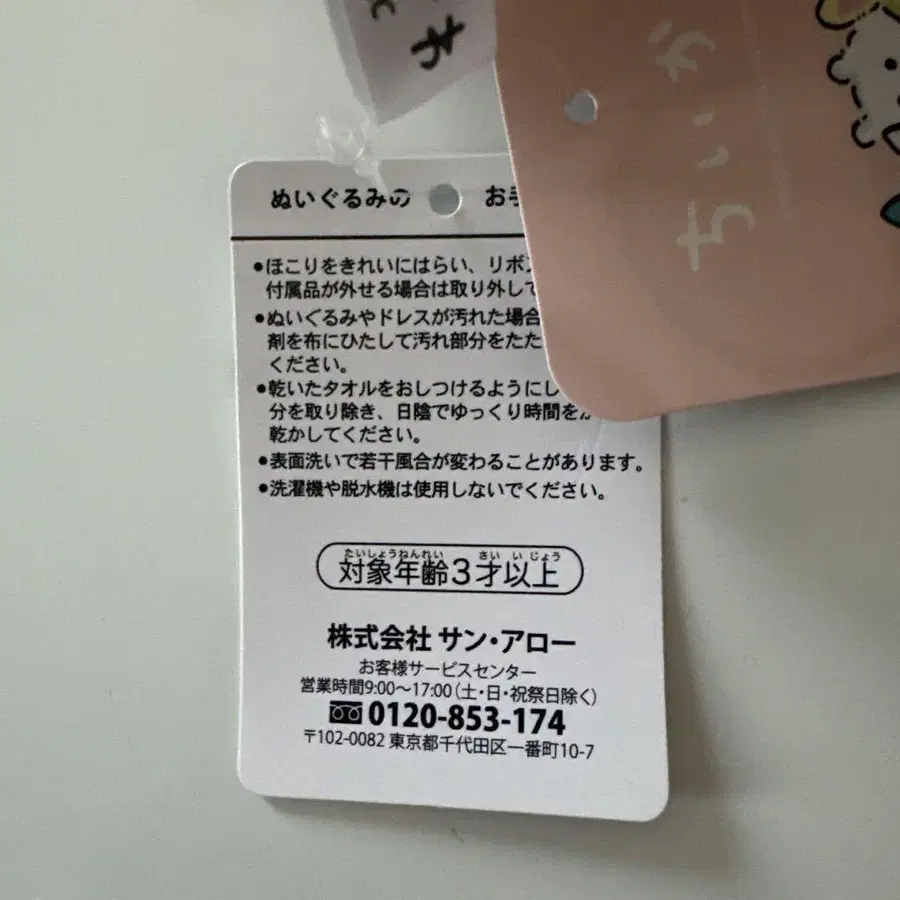 わ
ちいか
ぬいぐるみの お
•ほこりをきれいにはらい、リボン
付属品が外せる場合は取り外して
•ぬいぐるみやドレスが汚れた場合
剤を布にひたして汚れ部分をたた
ください。
•乾いたタオルをおしつけるようにし
分を取り除き、日陰でゆっくり時間を
乾かしてください。
•表面洗いで若干風合が変わることがあります。
•洗濯機や脱水機は使用しないでください。
たいしょうねんれい さい い じょう
対象年齢3才以上
株式会社 サン・アロー
お客様サービスセンター
営業時間9:00〜17:00(土・日・祝祭日除く)
0120-853-174
〒102-0082 東京都千代田区一番町10-7